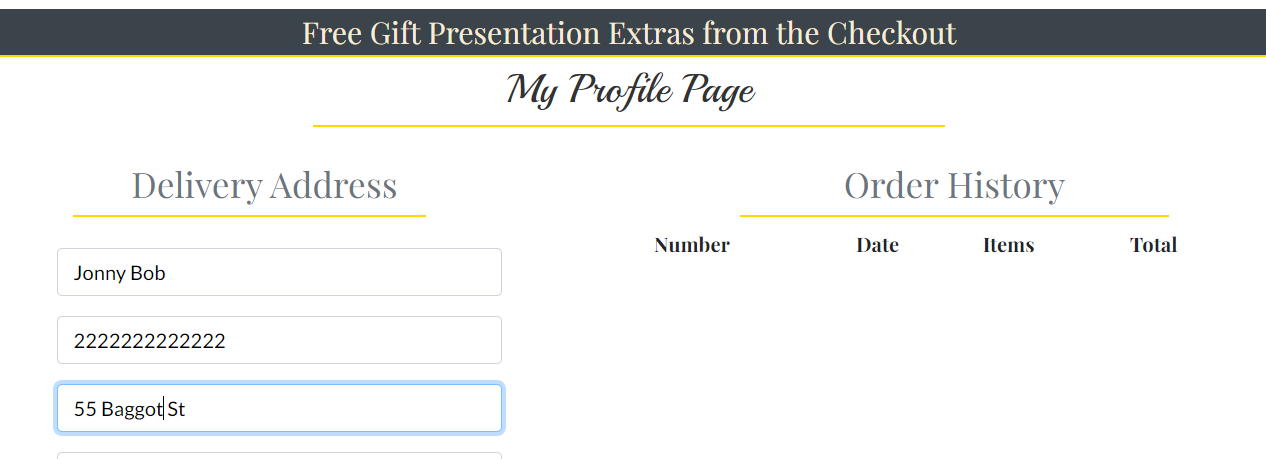 Free Gift Presentation Extras from the Checkout
My Profile Page
Delivery Address
Jonny Bob
2222222222222
55 Baggot St
Order History
Number Date Items Total